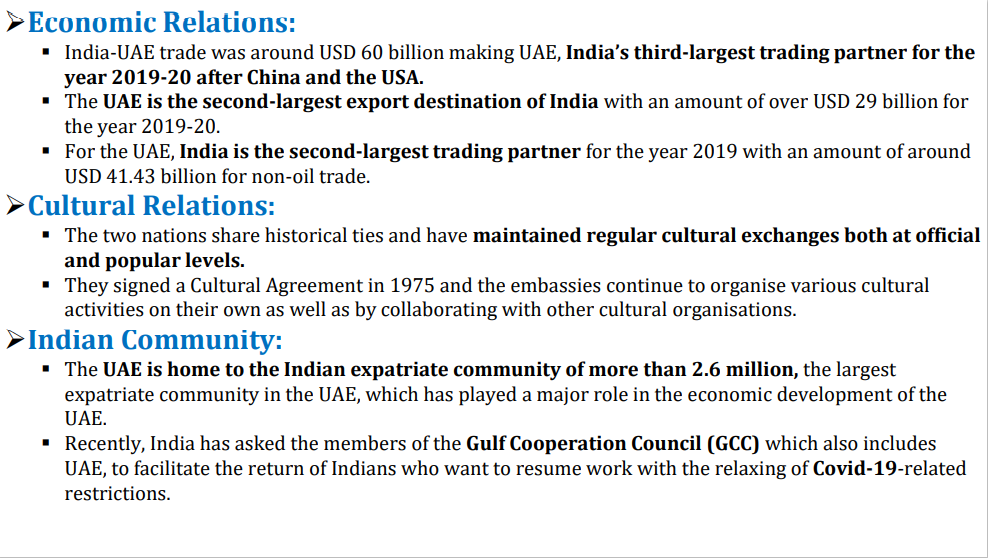 ➢Economic Relations:
▪ India-UAE trade was around USD 60 billion making UAE, India’s third-largest trading partner for the
year 2019-20 after China and the USA.
▪ The UAE is the second-largest export destination of India with an amount of over USD 29 billion for
the year 2019-20.
▪ For the UAE, India is the second-largest trading partner for the year 2019 with an amount of around
USD 41.43 billion for non-oil trade.
➢Cultural Relations:
▪ The two nations share historical ties and have maintained regular cultural exchanges both at official
and popular levels.
▪ They signed a Cultural Agreement in 1975 and the embassies continue to organise various cultural
activities on their own as well as by collaborating with other cultural organisations.
➢Indian Community:
▪ The UAE is home to the Indian expatriate community of more than 2.6 million, the largest
expatriate community in the UAE, which has played a major role in the economic development of the
UAE.
▪ Recently, India has asked the members of the Gulf Cooperation Council (GCC) which also includes
UAE, to facilitate the return of Indians who want to resume work with the relaxing of Covid-19-related
restrictions.